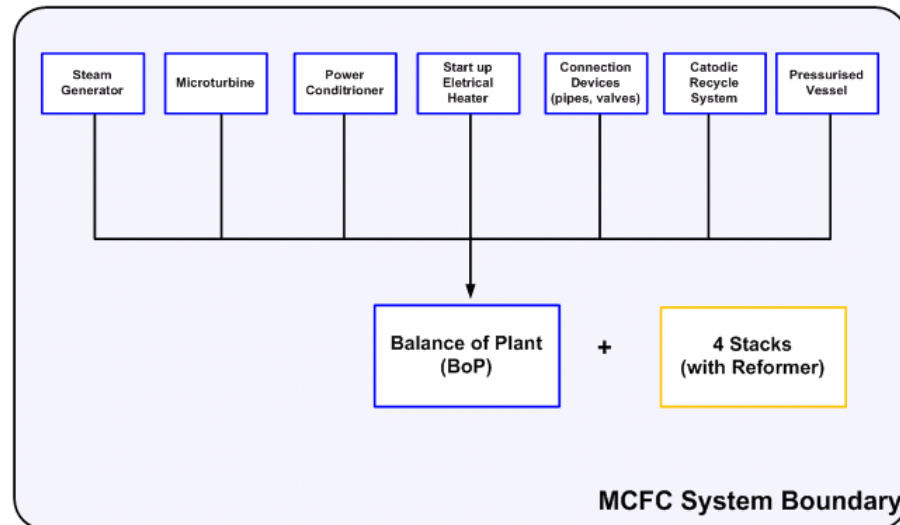 Steam
Generator
Microturbine
Power
Conditrioner
Start up
Eletrical
Heater
Connection
Devices
(pipes, valves)
Catodic
Recycle
System
Pressurised
Vessel
Balance of Plant
(BoP)
+
4 Stacks
(with Reformer)
MCFC System Boundary